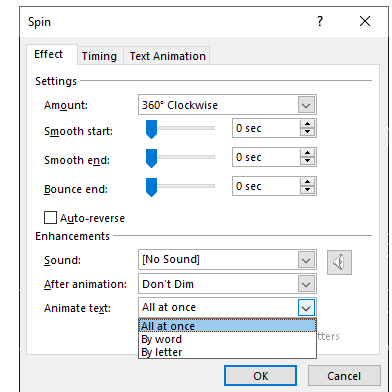 Spin ? ×
Effect Timing Text Animation
Settings
Amount: 360° Clockwise
Smooth start: 0 sec
Smooth end: 0 sec
Bounce end: 0 sec
Auto-reverse
Enhancements
Sound: [No Sound]
After animation: Don't Dim
Animate text: All at once
All at once
By word
By letter
OK Cancel